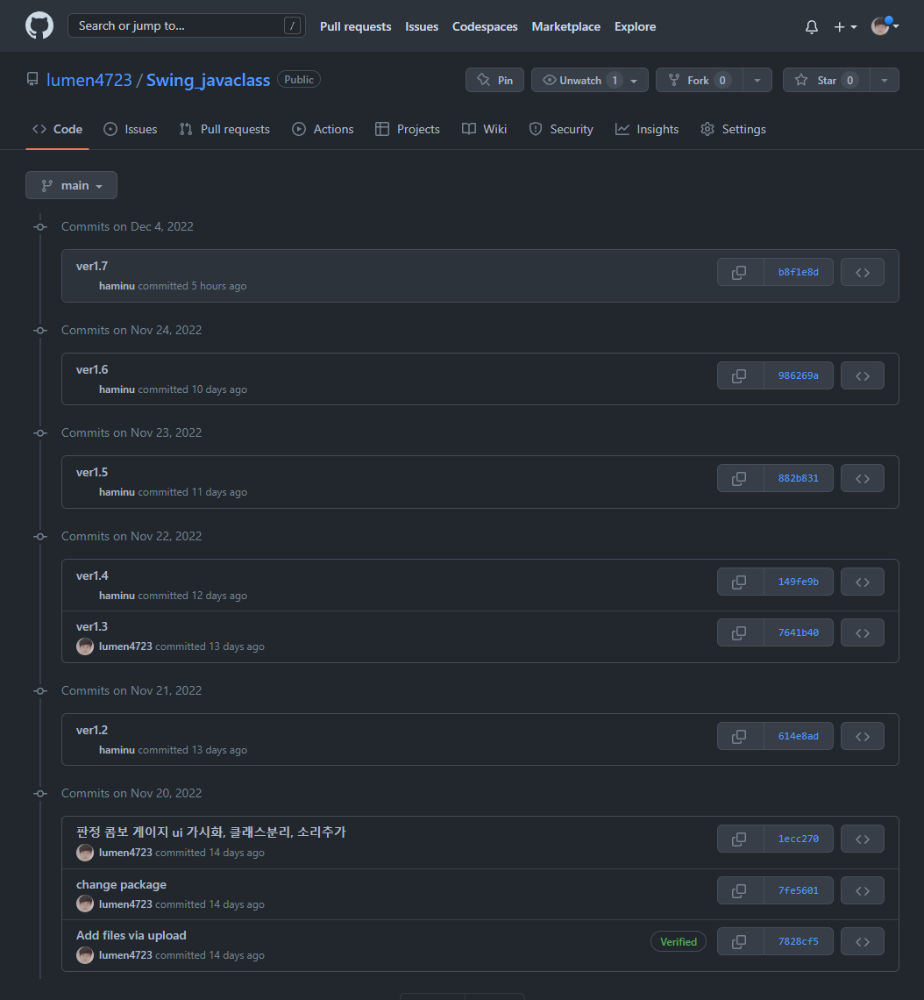 Search or jump to... / Pull requests Issues Codespaces Marketplace Explore
lumen4723 / Swing_javaclass Public Pin Unwatch 1 Fork 0 Star 0
Code Issues Pull requests Actions Projects Wiki Security Insights Settings
main
Commits on Dec 4, 2022
ver1.7
haminu committed 5 hours ago
b8f1e8d
Commits on Nov 24, 2022
ver1.6
haminu committed 10 days ago
986269a
Commits on Nov 23, 2022
ver1.5
haminu committed 11 days ago
882b831
Commits on Nov 22, 2022
ver1.4
haminu committed 12 days ago
149fe9b
ver1.3
lumen4723 committed 13 days ago
7641b40
Commits on Nov 21, 2022
ver1.2
haminu committed 13 days ago
614e8ad
Commits on Nov 20, 2022
판정 콤보 게이지 ui 가시화, 클래스분리, 소리추가
lumen4723 committed 14 days ago
1ecc270
change package
lumen4723 committed 14 days ago
7fe5601
Add files via upload
lumen4723 committed 14 days ago
Verified 7828cf5